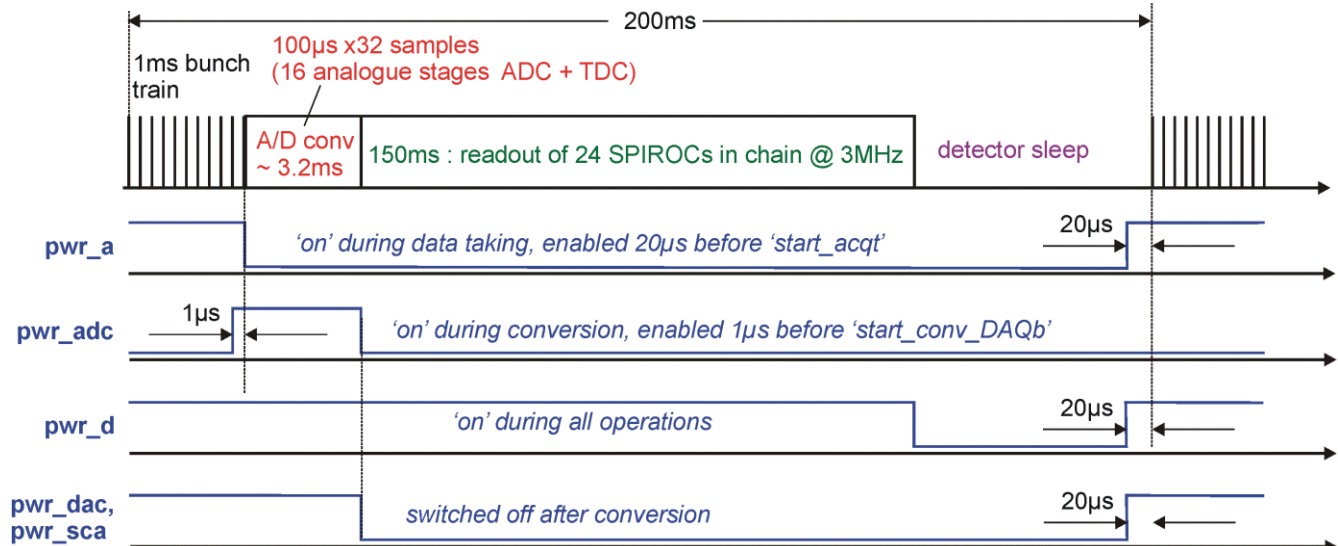 200ms
100µs x32 samples
(16 analogue stages ADC + TDC)
1ms bunch
train
A/D conv
~ 3.2ms
150ms : readout of 24 SPIROCs in chain @ 3MHz
detector sleep
pwr_a
'on' during data taking, enabled 20µs before 'start_acqt'
20µs
pwr_adc
1µs
'on' during conversion, enabled 1µs before 'start_conv_DAQb'
pwr_d
'on' during all operations
20µs
pwr_dac,
pwr_sca
switched off after conversion
20µs